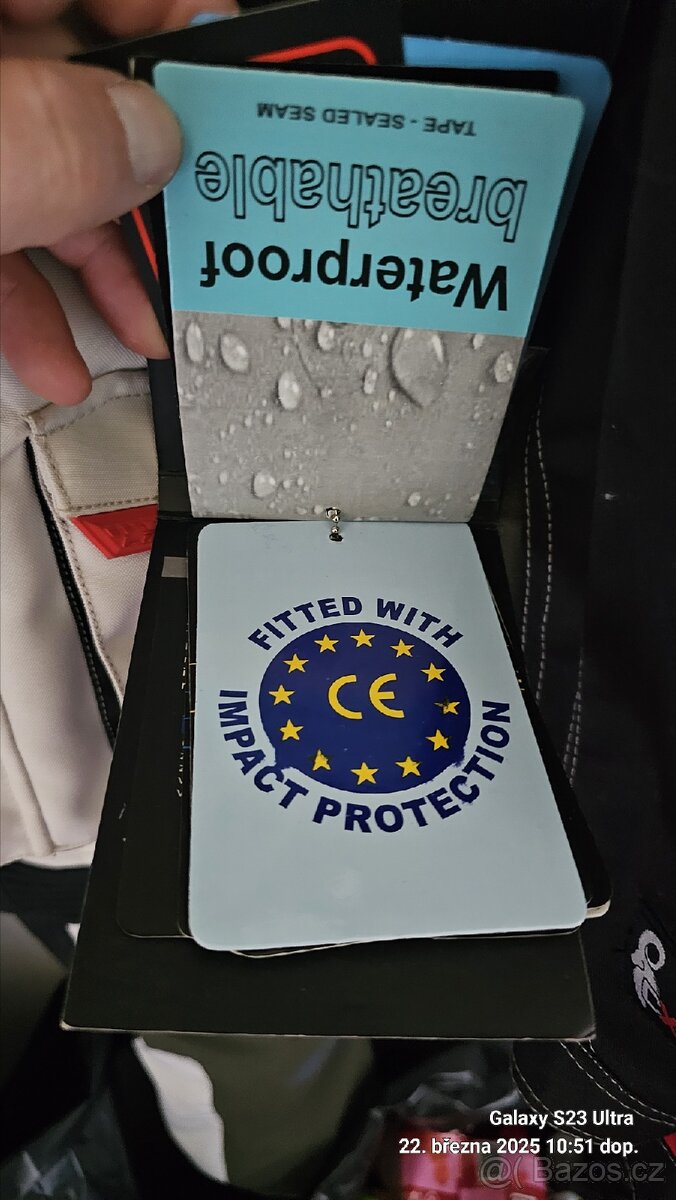 Waterproof
breathable
TAPE - SEALED SEAM
FITTED WITH
CE
IMPACT PROTECTION
Galaxy S23 Ultra
22. března 2025 10:51 dop.
@( Bazos.cz